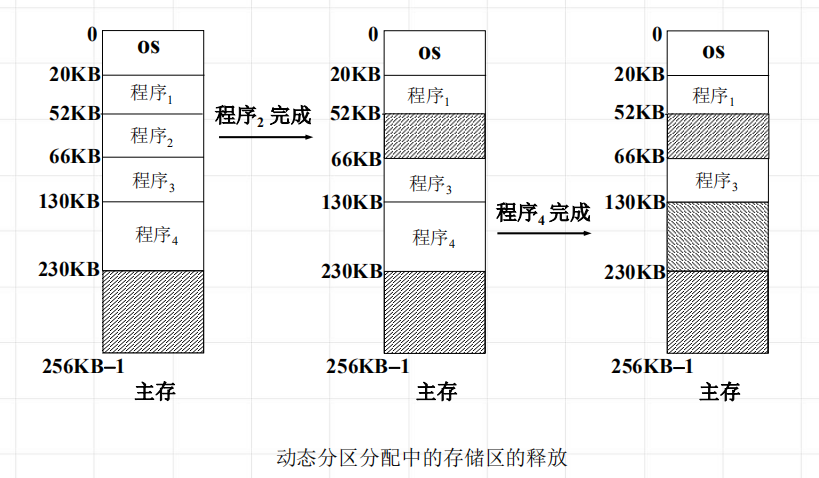 0
os
20KB
程序1
52KB
程序2
66KB
程序3
130KB
程序4
230KB
256KB–1
主存
程序2 完成
0
os
20KB
程序1
52KB
66KB
程序3
130KB
程序4
230KB
256KB–1
主存
程序4 完成
0
os
20KB
程序1
52KB
66KB
程序3
130KB
230KB
256KB–1
主存
动态分区分配中的存储区的释放